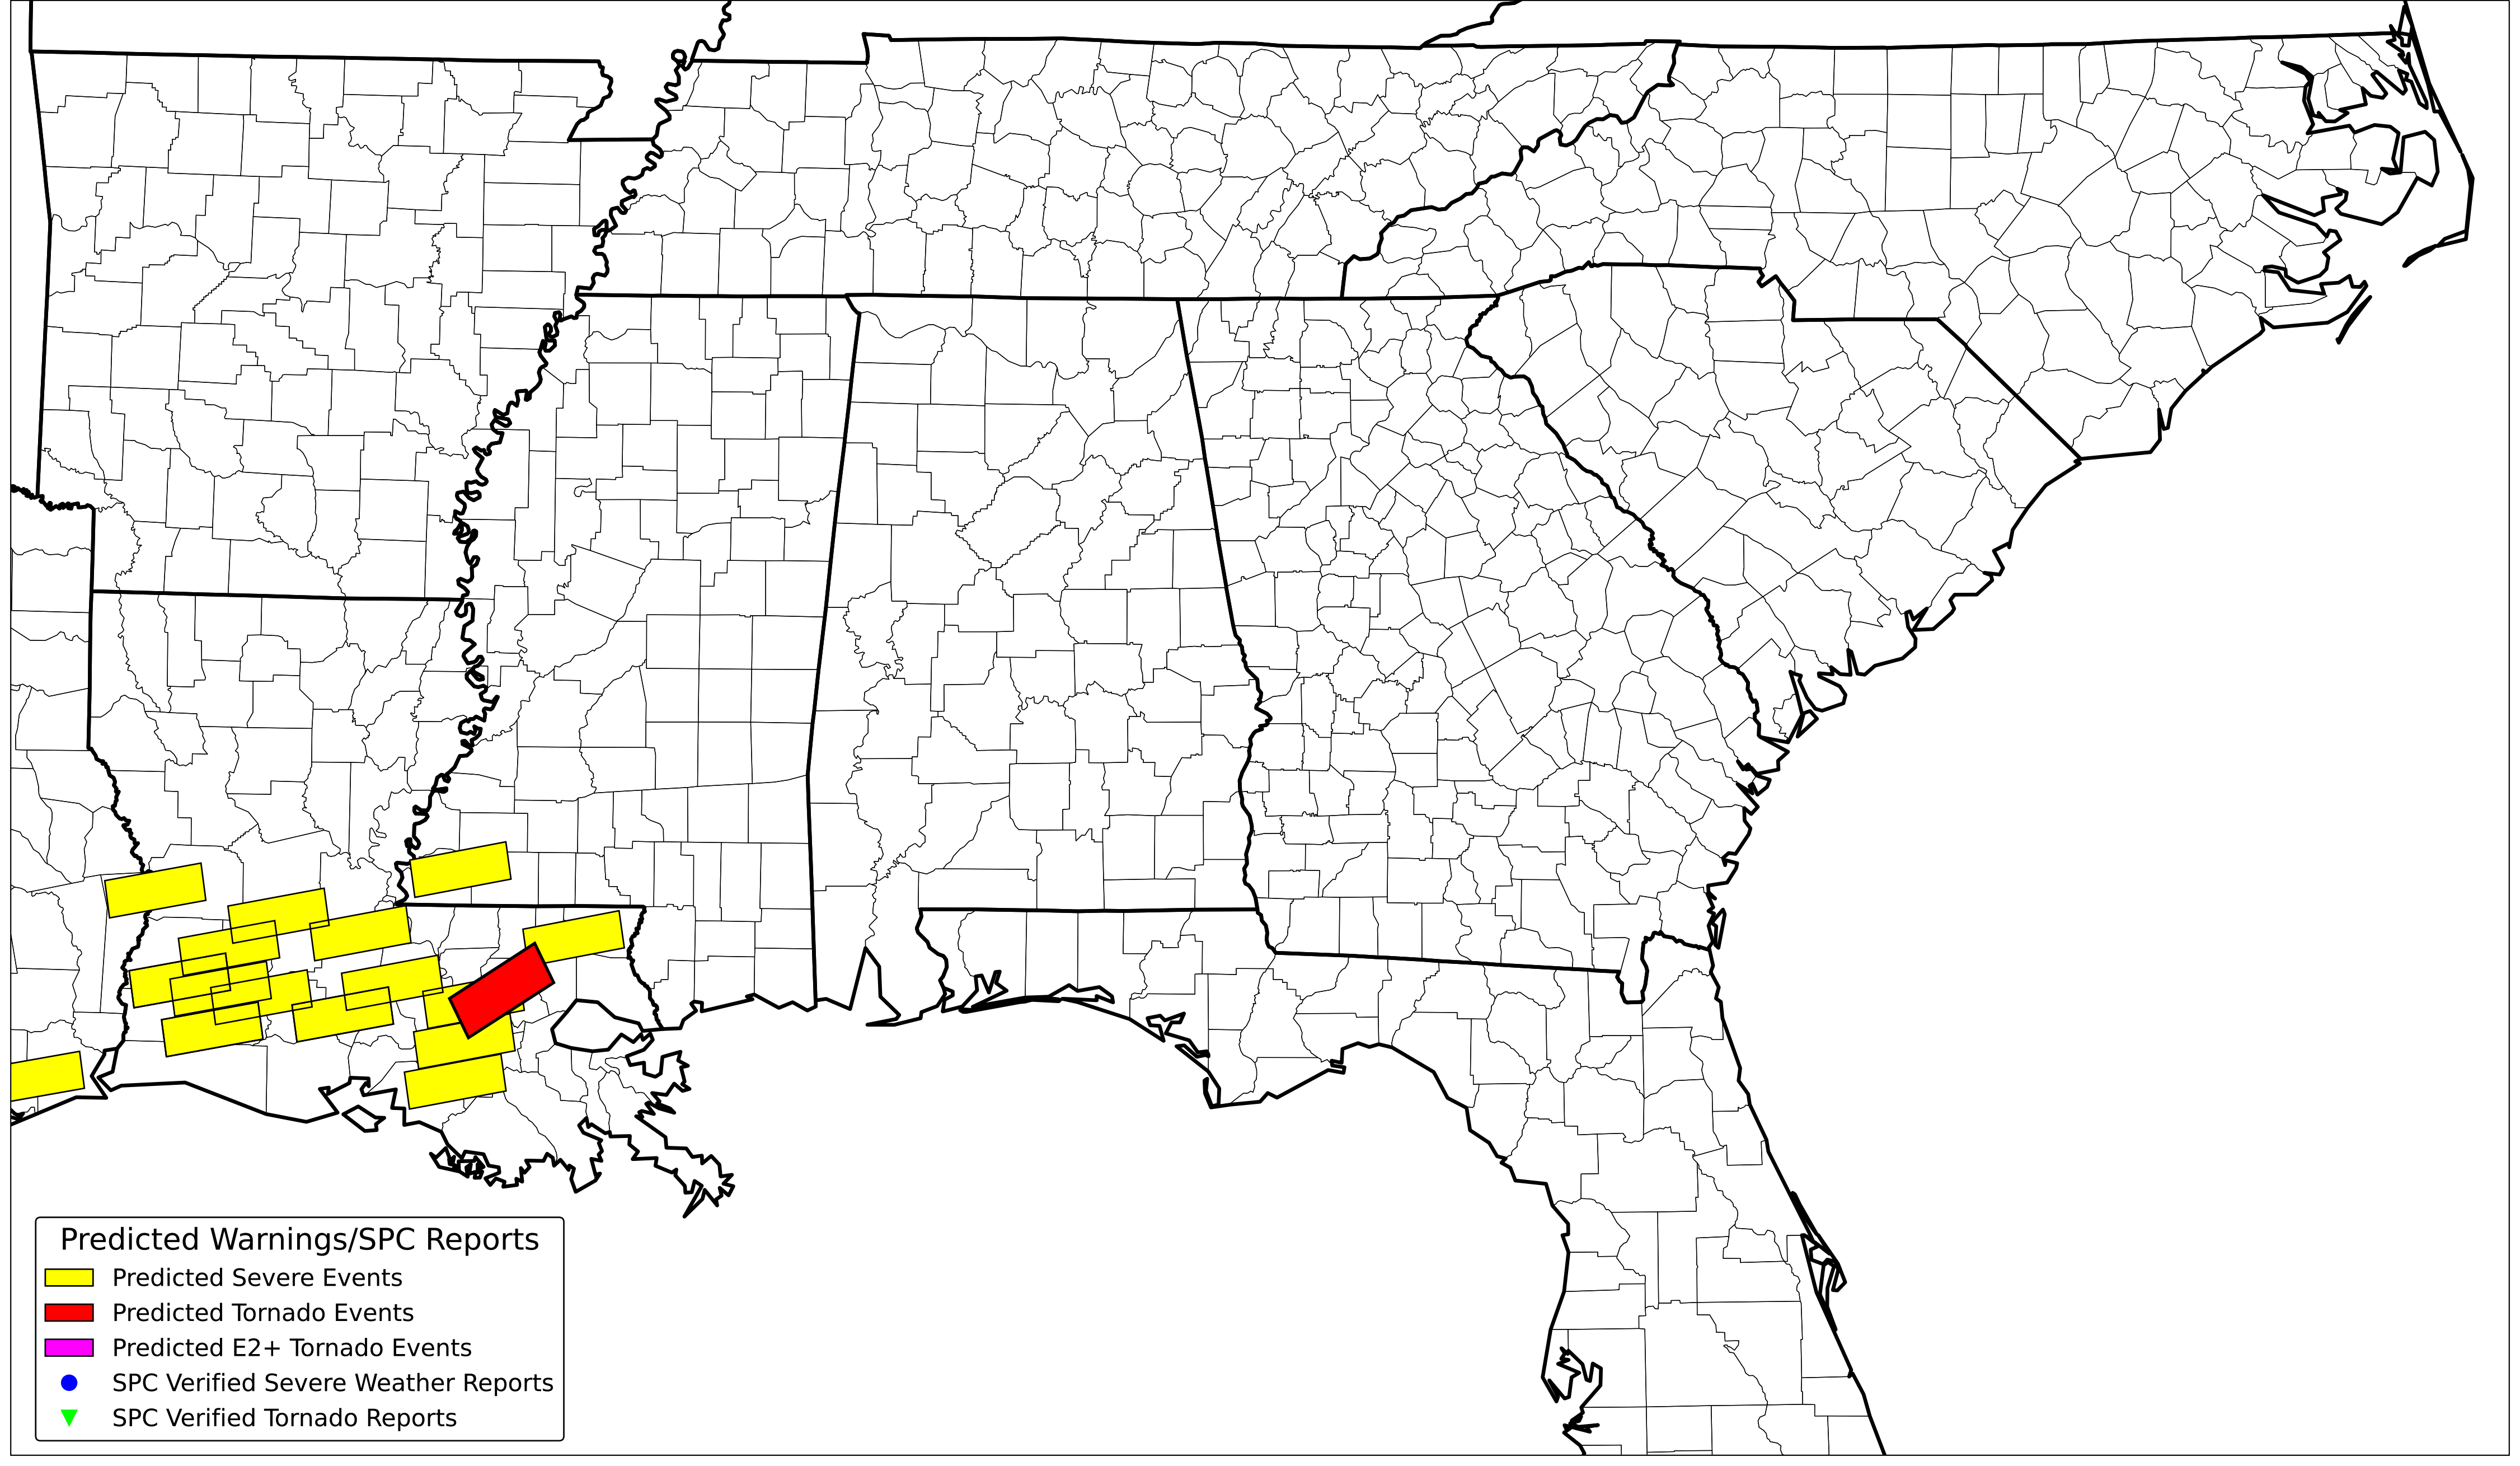 Predicted Warnings/SPC Reports
Predicted Severe Events
Predicted Tornado Events
Predicted E2+ Tornado Events
SPC Verified Severe Weather Reports
SPC Verified Tornado Reports